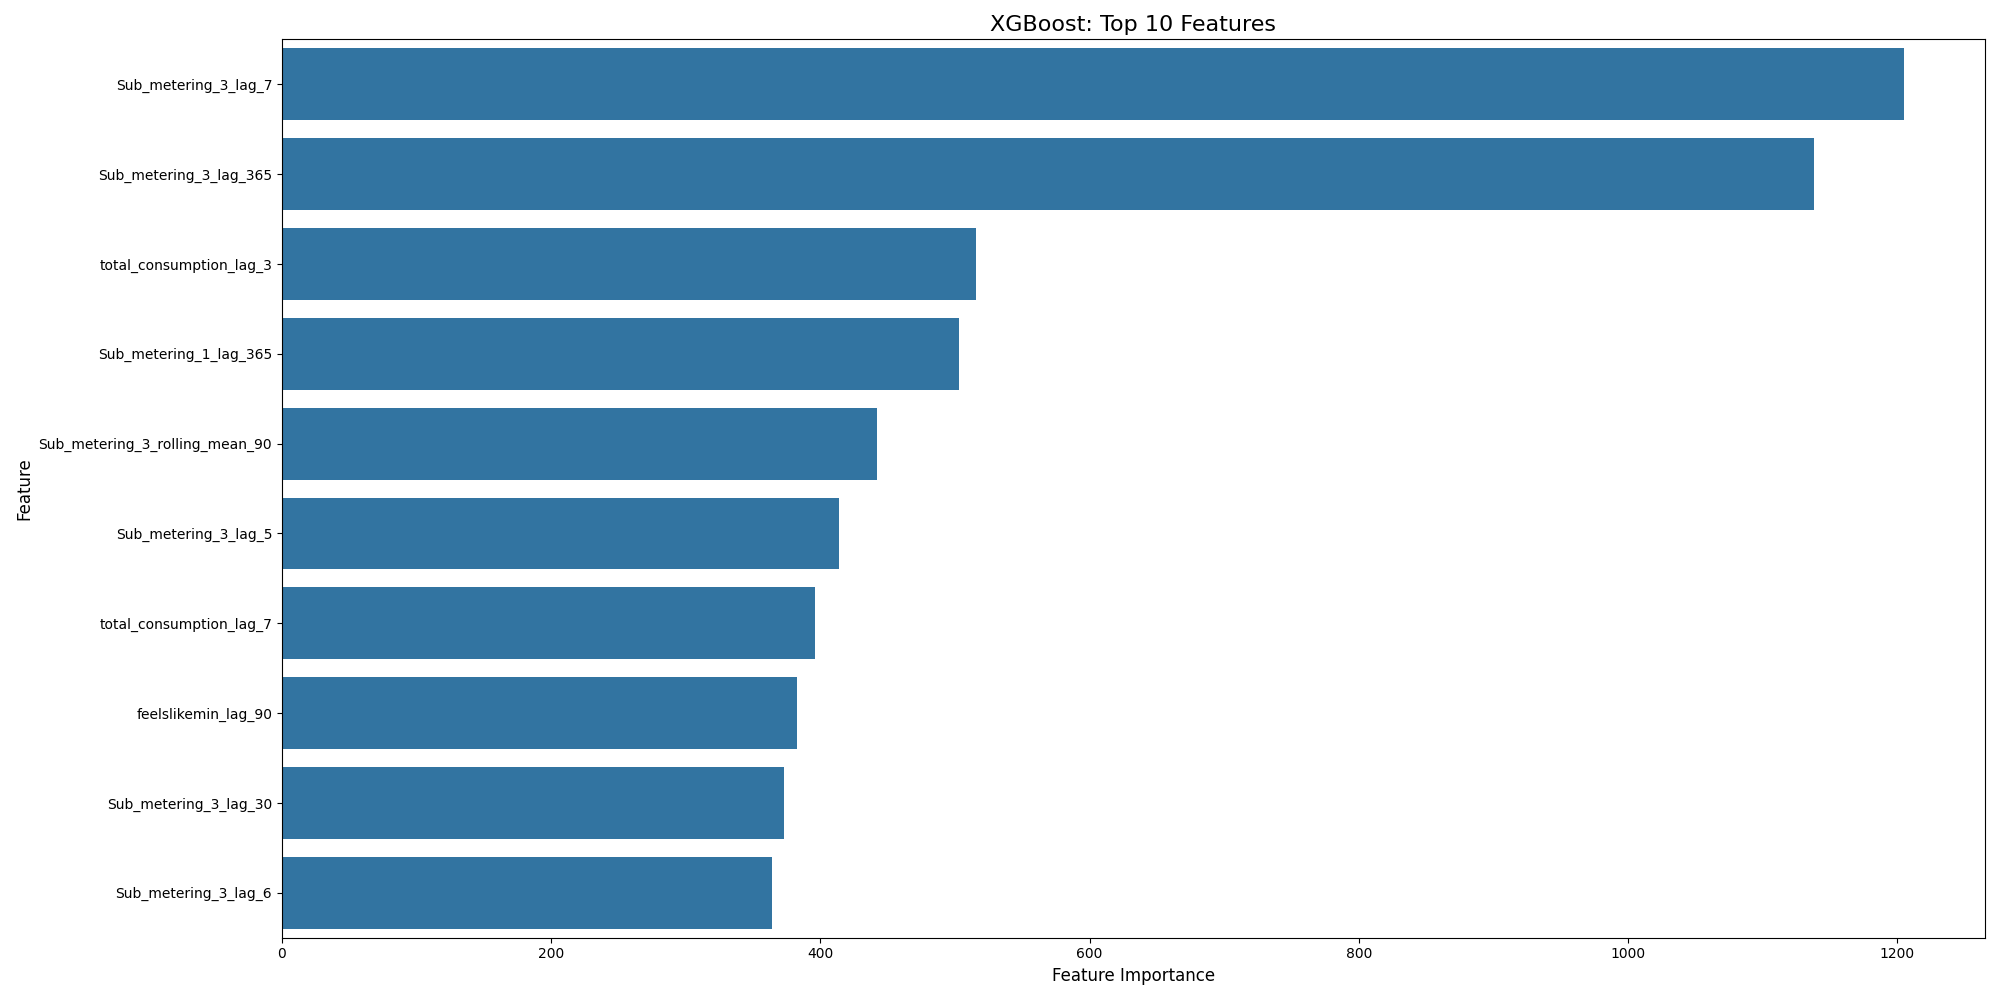 XGBoost: Top 10 Features
Feature
Sub_metering_3_lag_7
Sub_metering_3_lag_365
total_consumption_lag_3
Sub_metering_1_lag_365
Sub_metering_3_rolling_mean_90
Sub_metering_3_lag_5
total_consumption_lag_7
feelslikemin_lag_90
Sub_metering_3_lag_30
Sub_metering_3_lag_6
0 200 400 600 800 1000 1200
Feature Importance